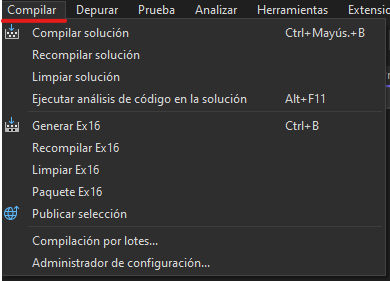 Compilar Depurar Prueba Analizar Herramientas Extensio
Compilar solución Ctrl+Mayús.+B
Recompilar solución
Limpiar solución
Ejecutar análisis de código en la solución Alt+F11
Generar Ex16 Ctrl+B
Recompilar Ex16
Limpiar Ex16
Paquete Ex16
Publicar selección
Compilación por lotes...
Administrador de configuración...